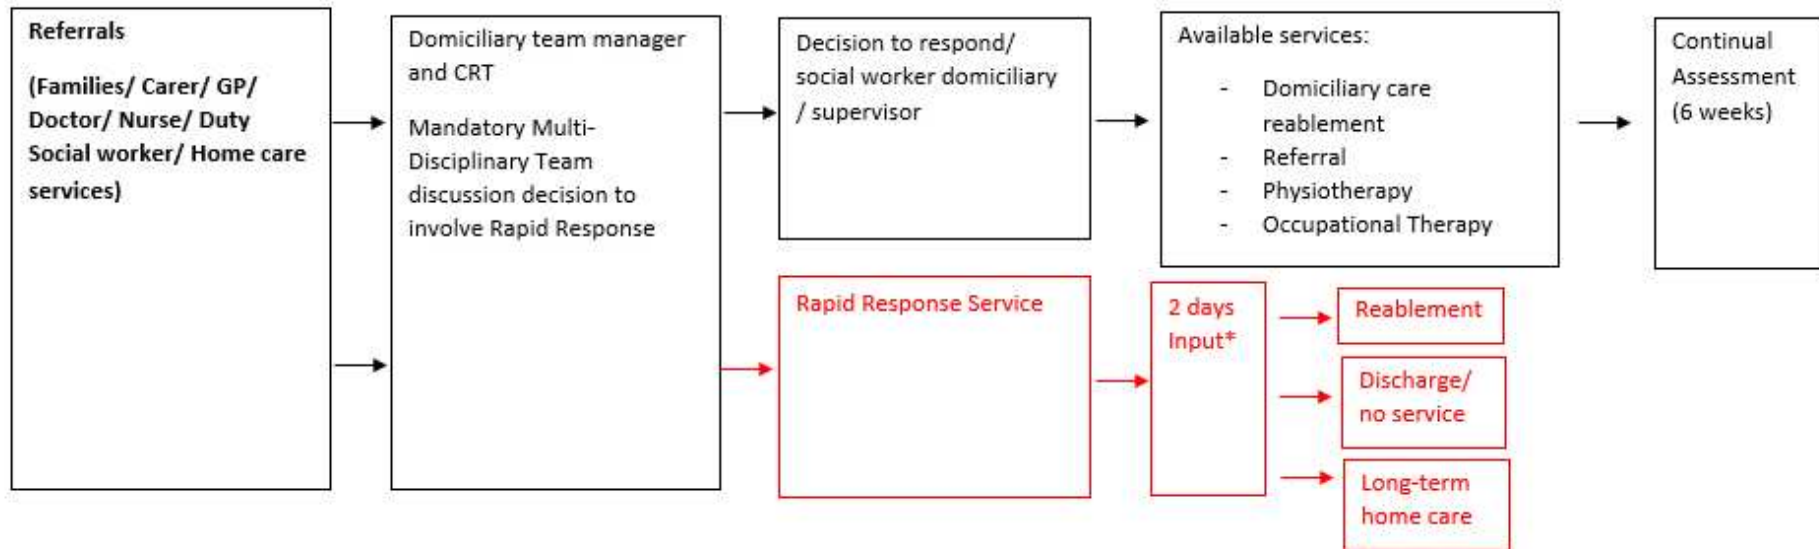 Referrals
(Families/ Carer/ GP/
Doctor/ Nurse/ Duty
Social worker/ Home care
services)
Domiciliary team manager
and CRT
Mandatory Multi-
Disciplinary Team
discussion decision to
involve Rapid Response
Decision to respond/
social worker domiciliary
/ supervisor
Available services:
- Domiciliary care
reablement
- Referral
- Physiotherapy
- Occupational Therapy
Continual
Assessment
(6 weeks)
Rapid Response Service
2 days
Input*
Reablement
Discharge/
no service
Long-term
home care